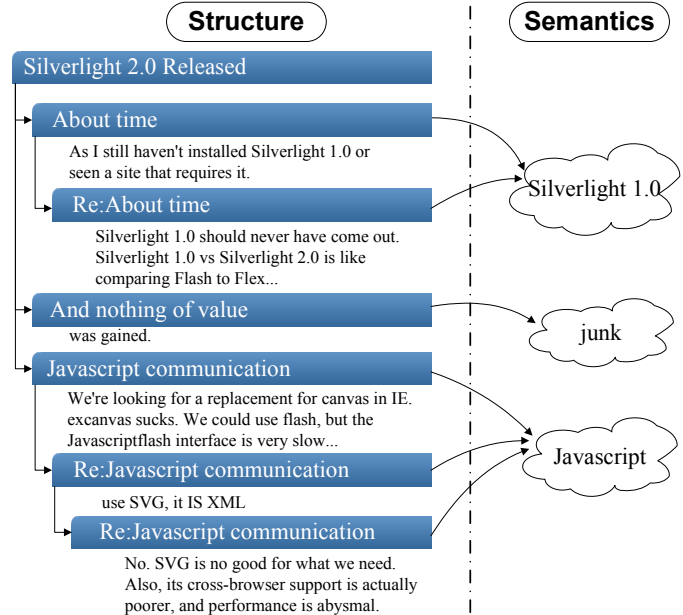 Structure
Semantics
Silverlight 2.0 Released
About time
As I still haven't installed Silverlight 1.0 or
seen a site that requires it.
Silverlight 1.0
Re:About time
Silverlight 1.0 should never have come out.
Silverlight 1.0 vs Silverlight 2.0 is like
comparing Flash to Flex...
And nothing of value
was gained.
junk
Javascript communication
We're looking for a replacement for canvas in IE.
excanvas sucks. We could use flash, but the
Javascriptflash interface is very slow...
Javascript
Re:Javascript communication
use SVG, it IS XML
Re:Javascript communication
No. SVG is no good for what we need.
Also, its cross-browser support is actually
poorer, and performance is abysmal.